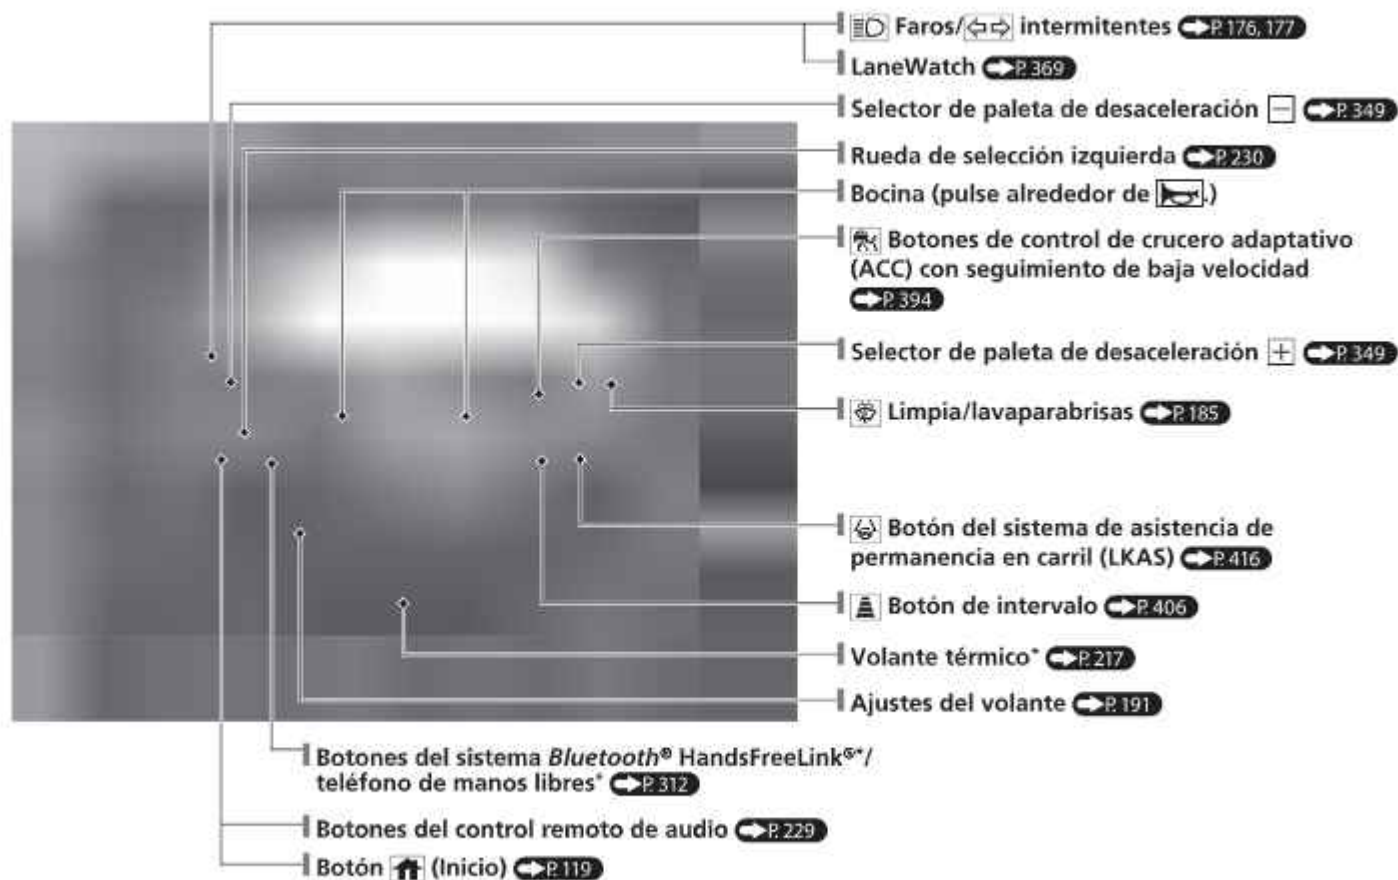 Faros/ intermitentes P. 176, 177
LaneWatch P. 369
Selector de paleta de desaceleración − P. 349
Rueda de selección izquierda P. 230
Bocina (pulse alrededor de .)
Botones de control de crucero adaptativo
(ACC) con seguimiento de baja velocidad
P. 394
Selector de paleta de desaceleración + P. 349
Limpia/lavaparabrisas P. 185
Botón del sistema de asistencia de
permanencia en carril (LKAS) P. 416
Botón de intervalo P. 406
Volante térmico* P. 217
Ajustes del volante P. 191
Botones del sistema Bluetooth® HandsFreeLink®*/
teléfono de manos libres* P. 312
Botones del control remoto de audio P. 229
Botón (Inicio) P. 119